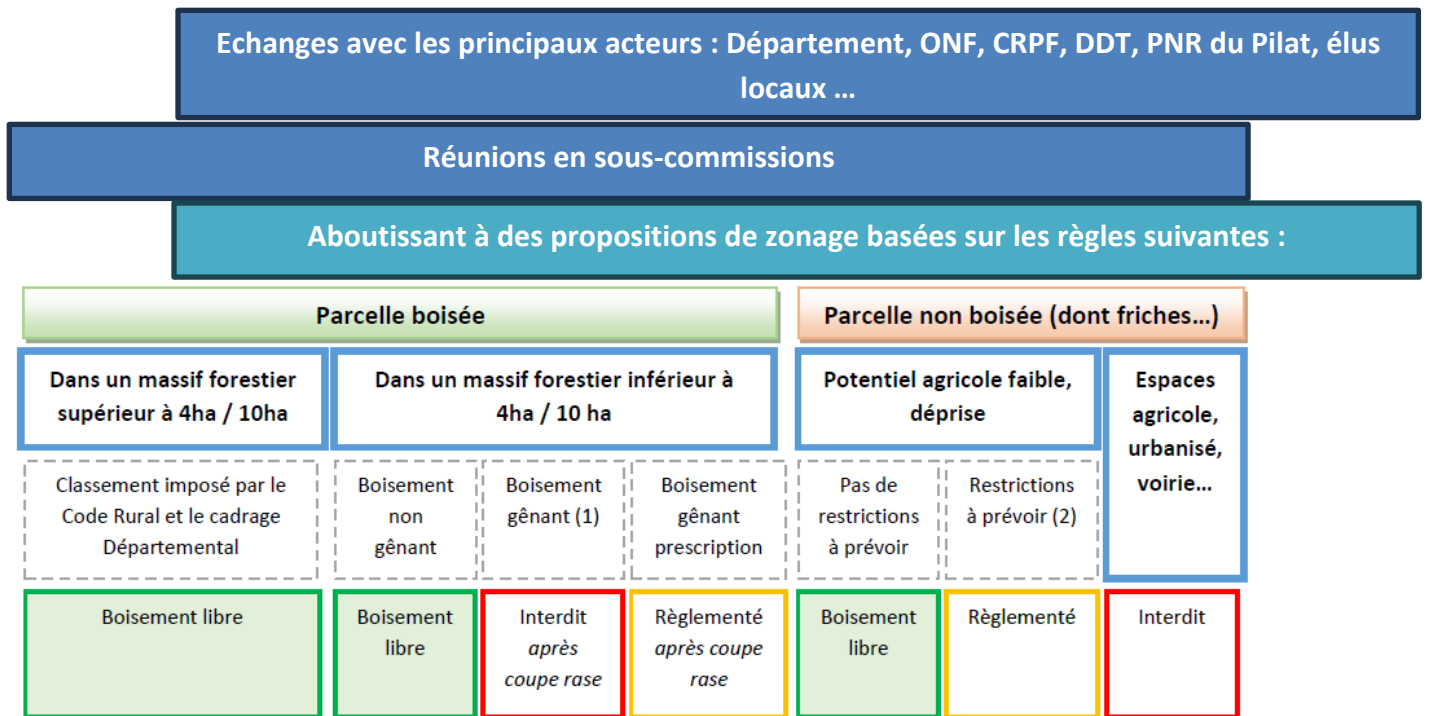 Echanges avec les principaux acteurs : Département, ONF, CRPF, DDT, PNR du Pilat, élus
locaux …
Réunions en sous-commissions
Aboutissant à des propositions de zonage basées sur les règles suivantes :
Parcelle boisée
Parcelle non boisée (dont friches…)
Dans un massif forestier
supérieur à 4ha / 10ha
Dans un massif forestier inférieur à
4ha / 10 ha
Potentiel agricole faible,
déprise
Espaces
agricole,
urbanisé,
voirie…
Classement imposé par le
Code Rural et le cadrage
Départemental
Boisement
non
gênant
Boisement
gênant (1)
Boisement
gênant
prescription
Pas de
restrictions
à prévoir
Restrictions
à prévoir (2)
Boisement libre
Boisement
libre
Interdit
après
coupe rase
Règlementé
après coupe
rase
Boisement
libre
Règlementé
Interdit